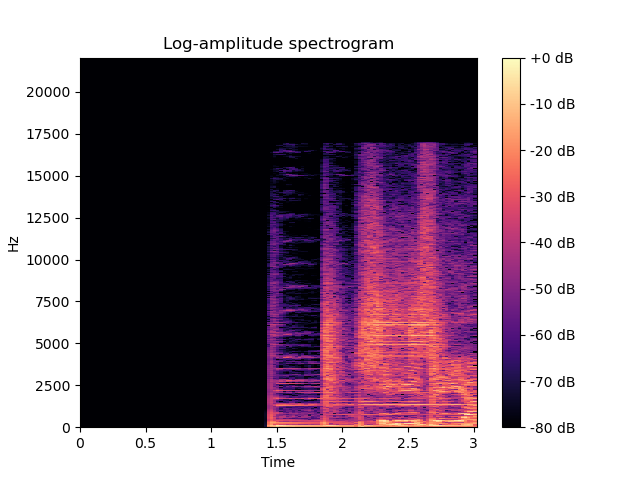 Log-amplitude spectrogram
Hz
20000
17500
15000
12500
10000
7500
5000
2500
0
0 0.5 1 1.5 2 2.5 3
Time
+0 dB
-10 dB
-20 dB
-30 dB
-40 dB
-50 dB
-60 dB
-70 dB
-80 dB